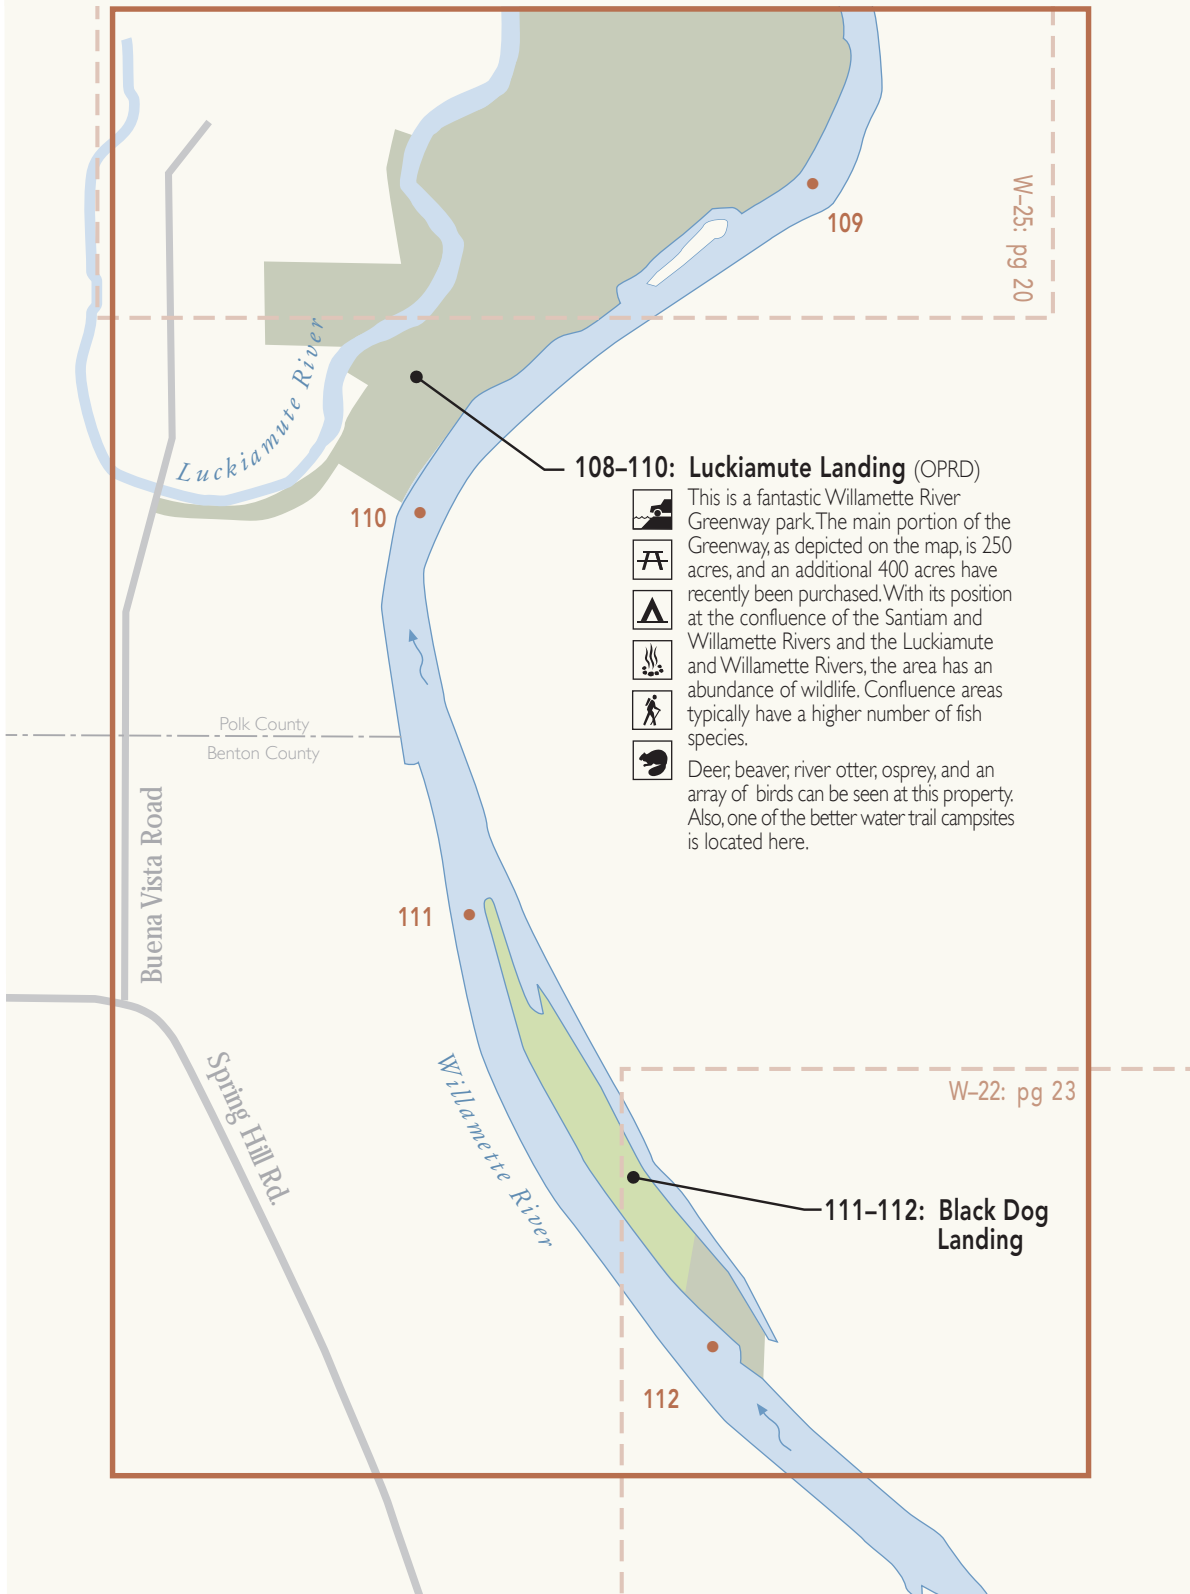 109
W–25: pg 20
Luckiamute River
108–110: Luckiamute Landing (OPRD)
This is a fantastic Willamette River
Greenway park. The main portion of the
Greenway, as depicted on the map, is 250
acres, and an additional 400 acres have
recently been purchased. With its position
at the confluence of the Santiam and
Willamette Rivers and the Luckiamute
and Willamette Rivers, the area has an
abundance of wildlife. Confluence areas
typically have a higher number of fish
species.
Deer, beaver, river otter, osprey, and an
array of birds can be seen at this property.
Also, one of the better water trail campsites
is located here.
110
Polk County
Benton County
Buena Vista Road
111
Spring Hill Rd.
Willamette River
W–22: pg 23
111–112: Black Dog
Landing
112